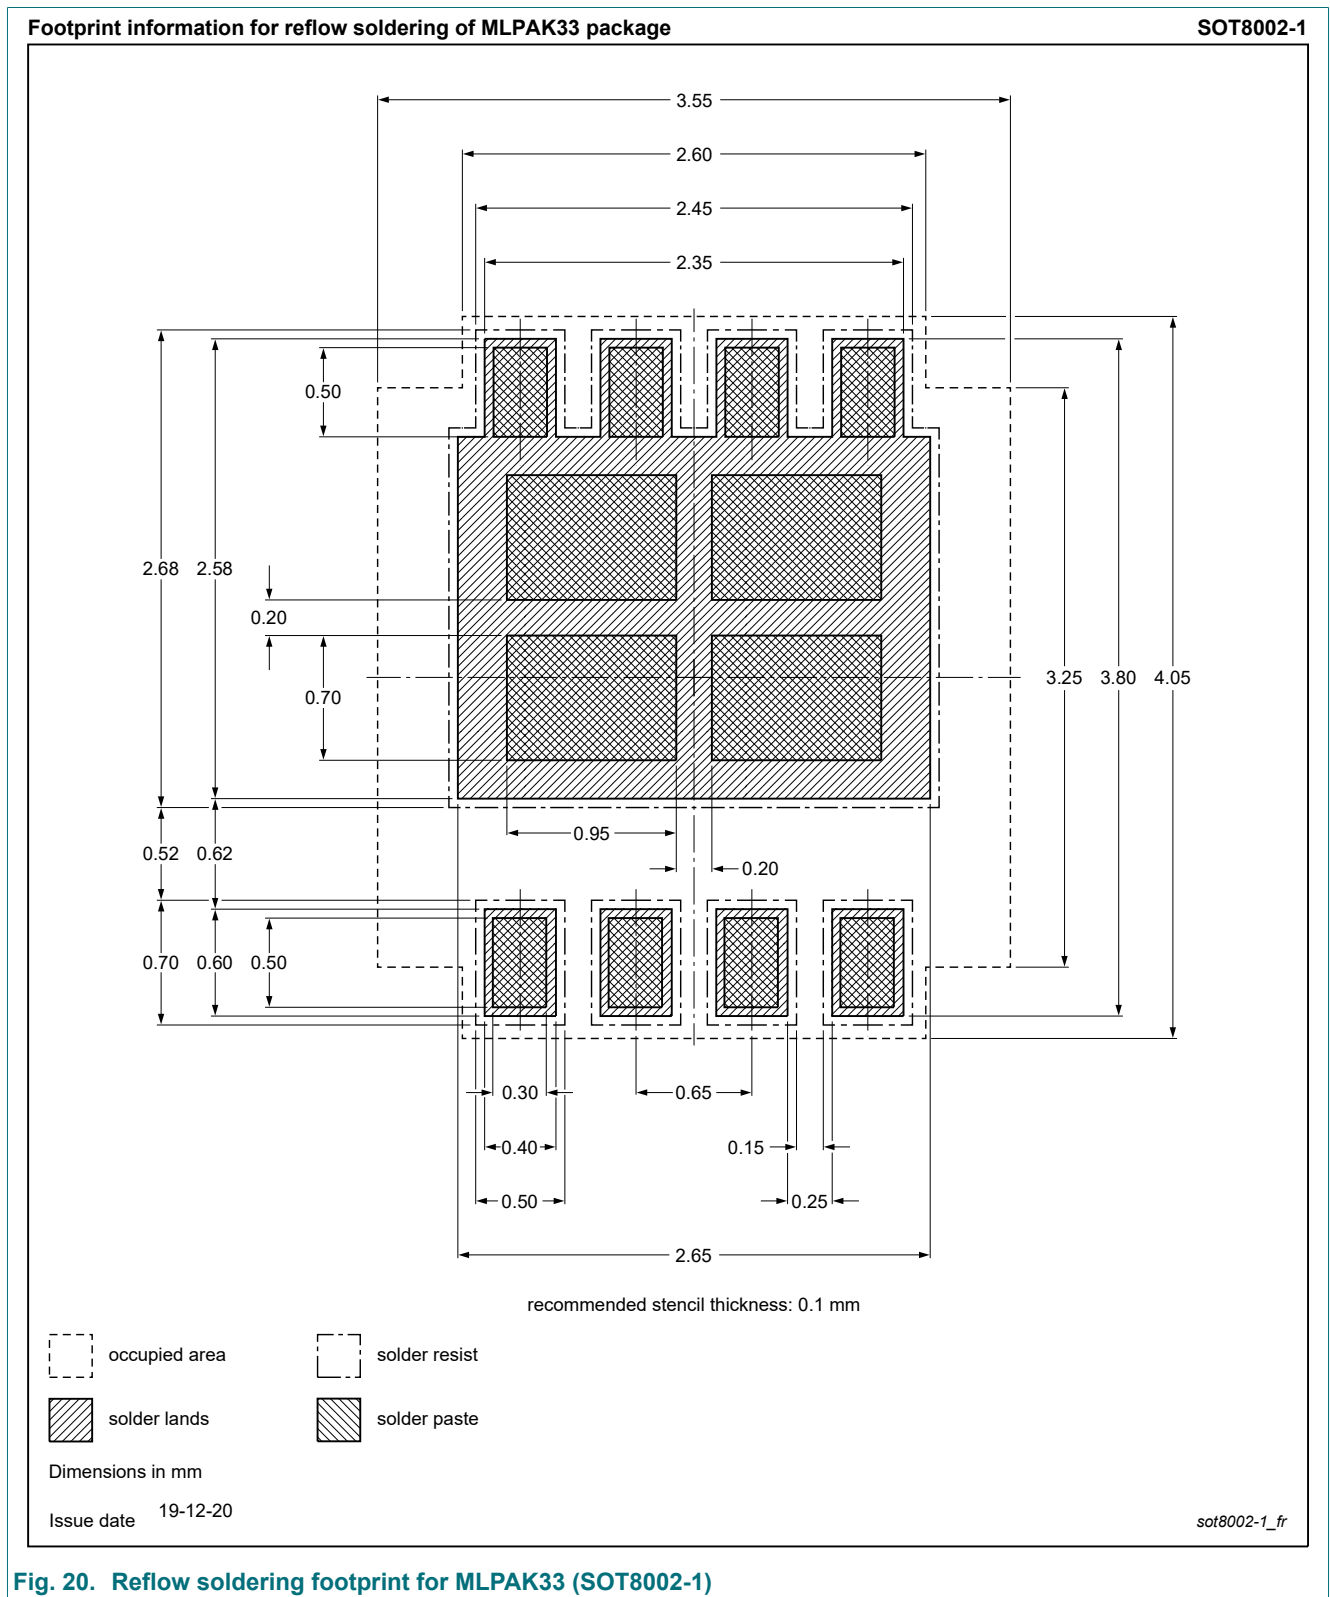 Footprint information for reflow soldering of MLPAK33 package SOT8002-1
3.55
2.60
2.45
2.35
0.50
2.68 2.58
0.20
0.70
3.25 3.80 4.05
0.95
0.52 0.62
0.20
0.70 0.60 0.50
0.30 0.65
0.40 0.15
0.50 0.25
2.65
recommended stencil thickness: 0.1 mm
occupied area solder resist
solder lands solder paste
Dimensions in mm
Issue date 19-12-20
sot8002-1_fr
Fig. 20. Reflow soldering footprint for MLPAK33 (SOT8002-1)